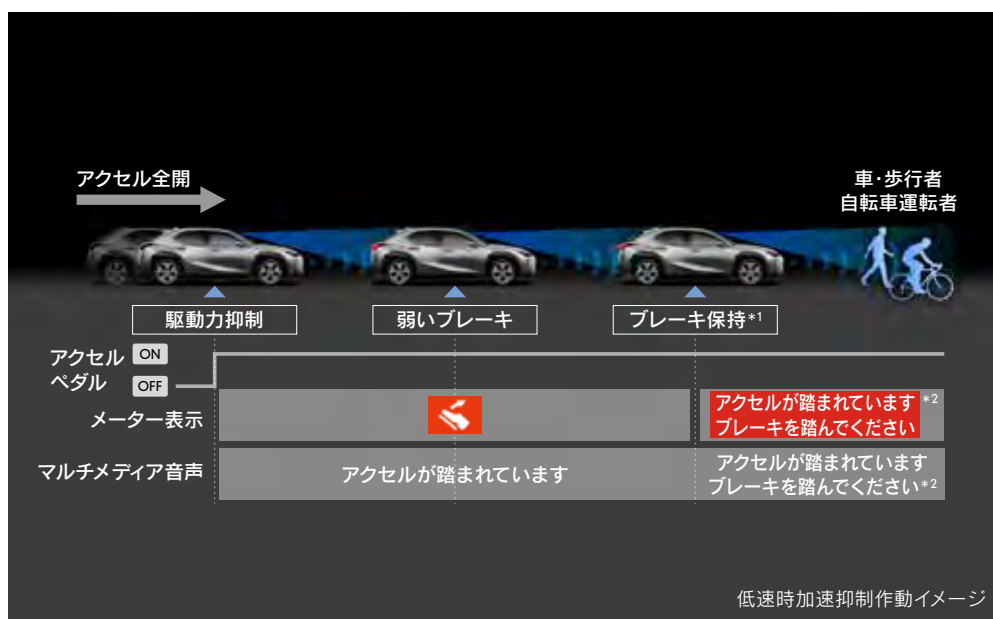 アクセル全開
車・歩行者
自転車運転者
駆動力抑制
弱いブレーキ
ブレーキ保持*1
アクセル ON
ペダル OFF
メーター表示
アクセルが踏まれています*2
ブレーキを踏んでください
マルチメディア音声
アクセルが踏まれています
アクセルが踏まれています
ブレーキを踏んでください*2
低速時加速抑制作動イメージ